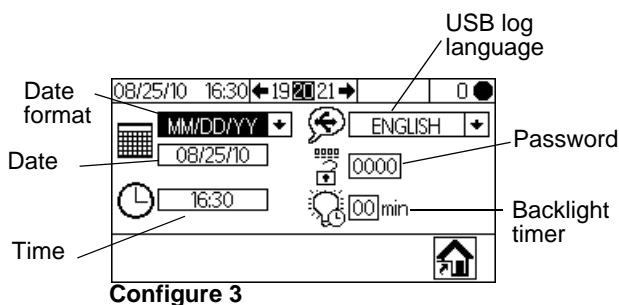 USB log
language
Date
format
08/25/10 16:30 19 20 21 0
MM/DD/YY ENGLISH
Date
08/25/10
0000
Password
16:30
00 min
Backlight
timer
Time
Configure 3